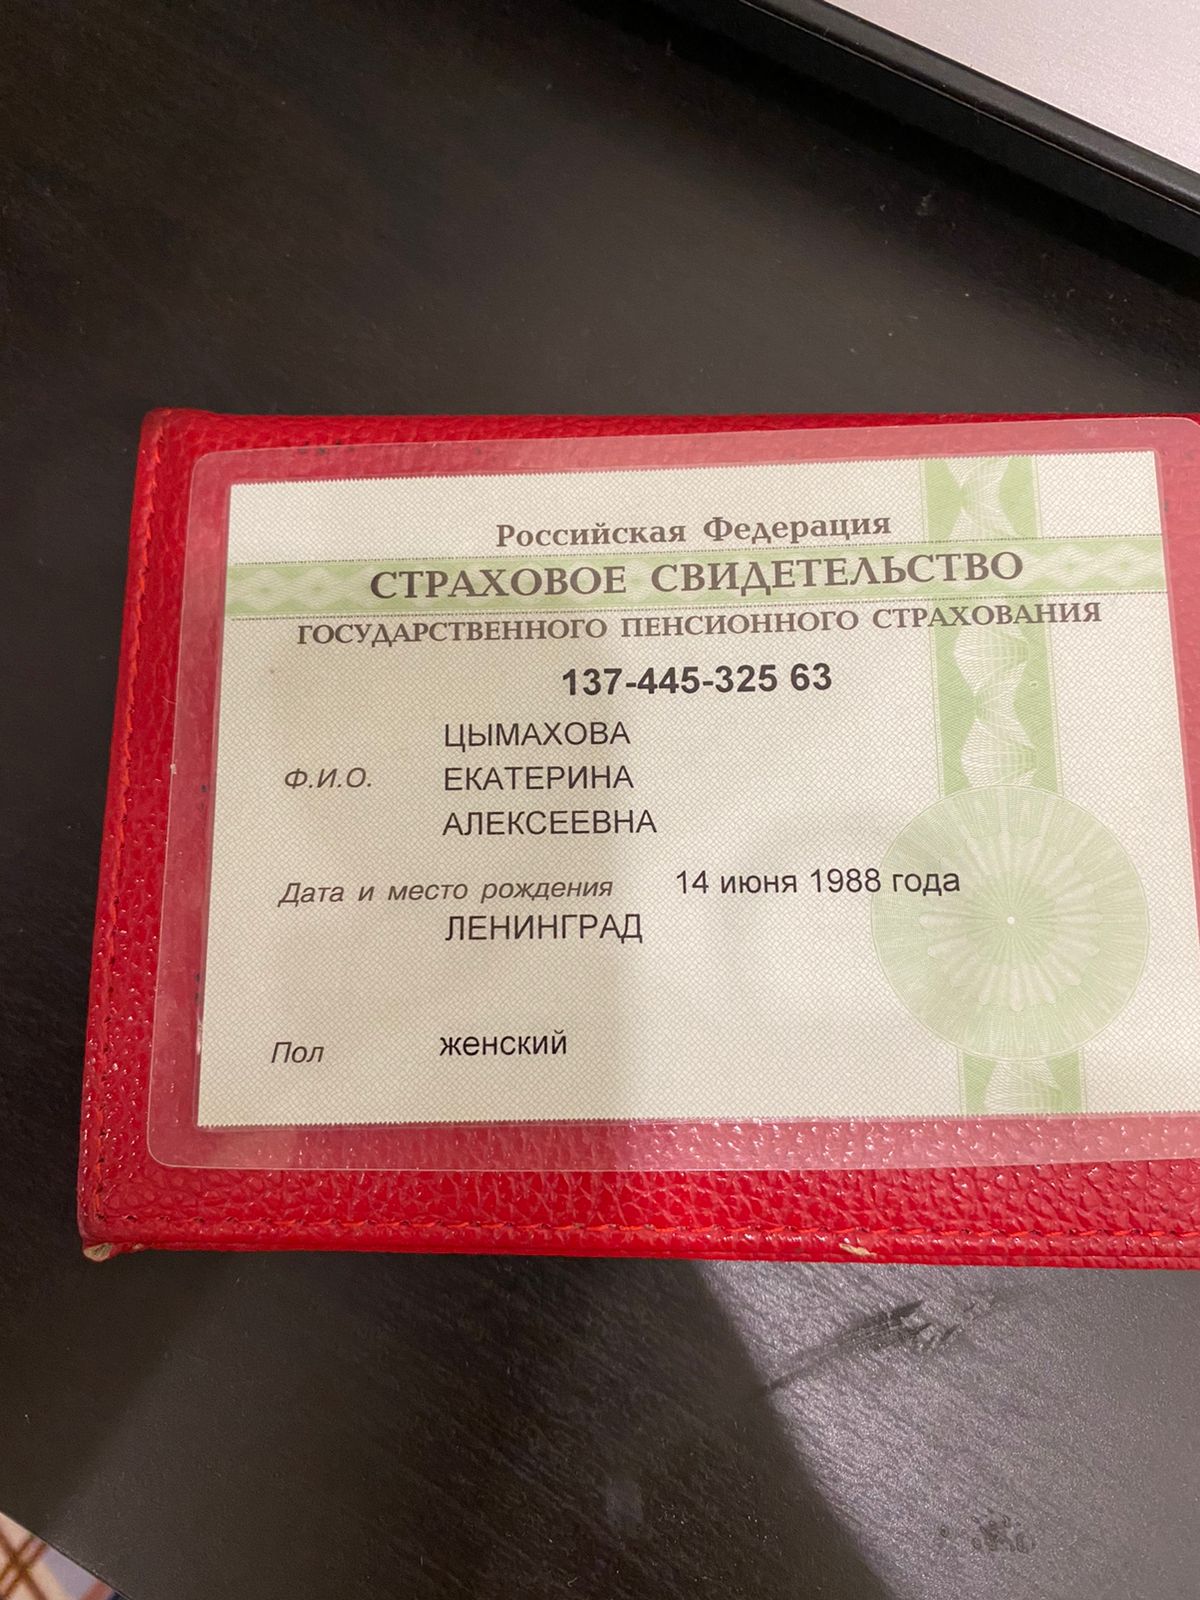 Российская Федерация
СТРАХОВОЕ СВИДЕТЕЛЬСТВО
ГОСУДАРСТВЕННОГО ПЕНСИОННОГО СТРАХОВАНИЯ
137-445-325 63
ЦЫМАХОВА
Ф.И.О. ЕКАТЕРИНА
АЛЕКСЕЕВНА
Дата и место рождения 14 июня 1988 года
ЛЕНИНГРАД
Пол женский